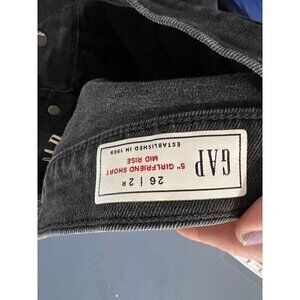 GAP
ESTABLISHED IN 1969
5" GIRLFRIEND SHORT
MID RISE
26 | 2 R